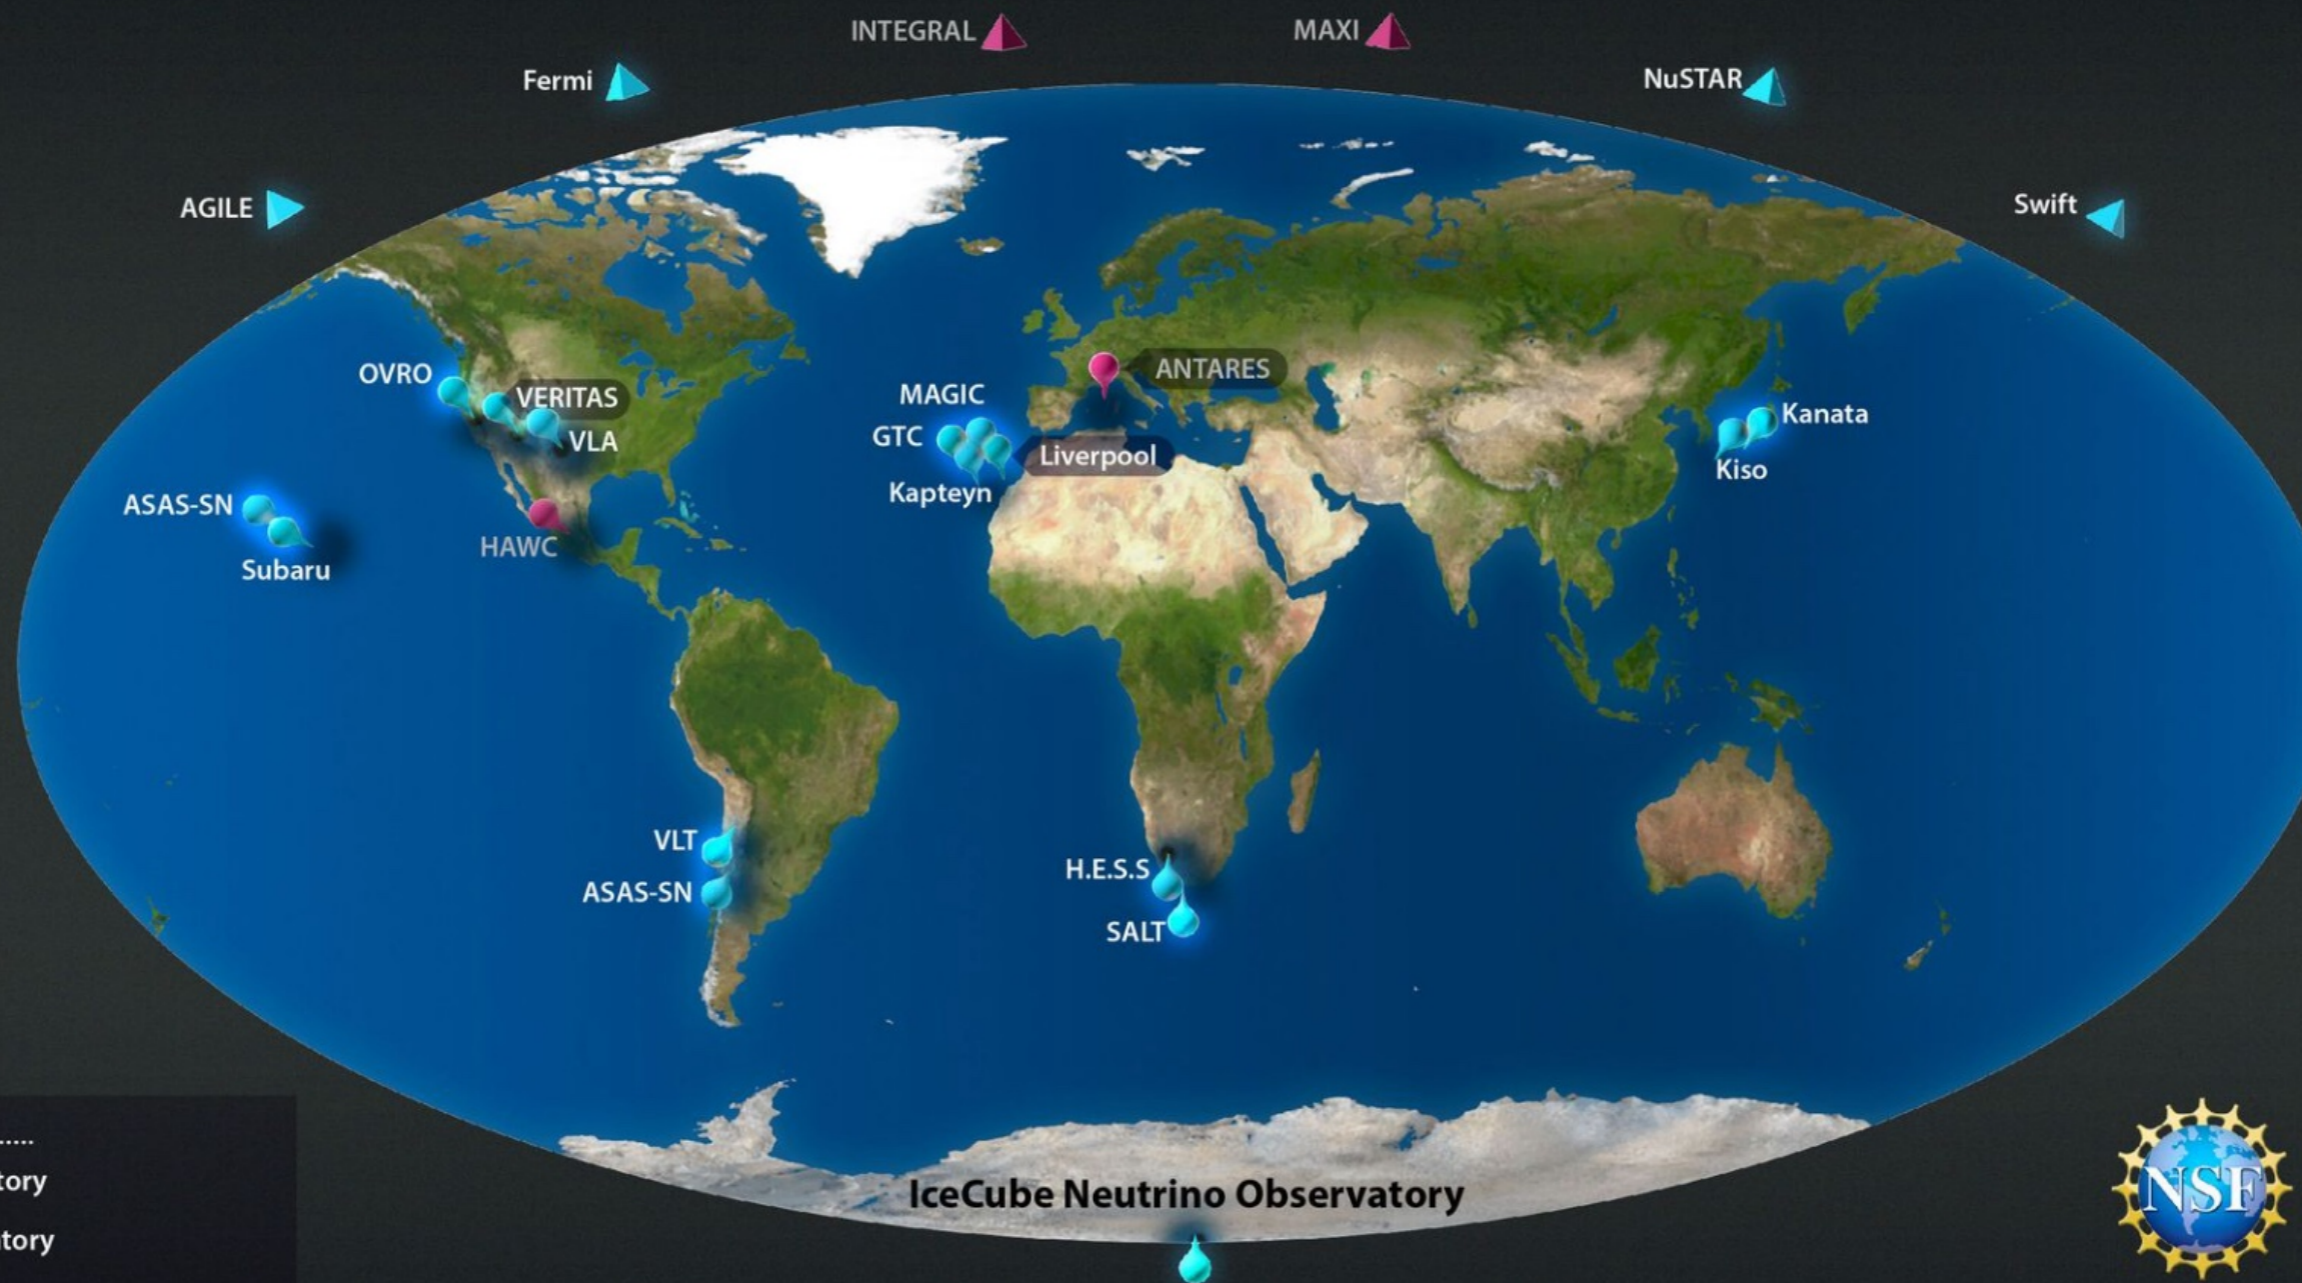 INTEGRAL
MAXI
Fermi
NuSTAR
AGILE
Swift
OVRO
VERITAS
VLA
ANTARES
MAGIC
GTC
Liverpool
Kapteyn
Kanata
Kiso
ASAS-SN
Subaru
HAWC
VLT
ASAS-SN
H.E.S.S
SALT
IceCube Neutrino Observatory
.....
tory
tory
NSF